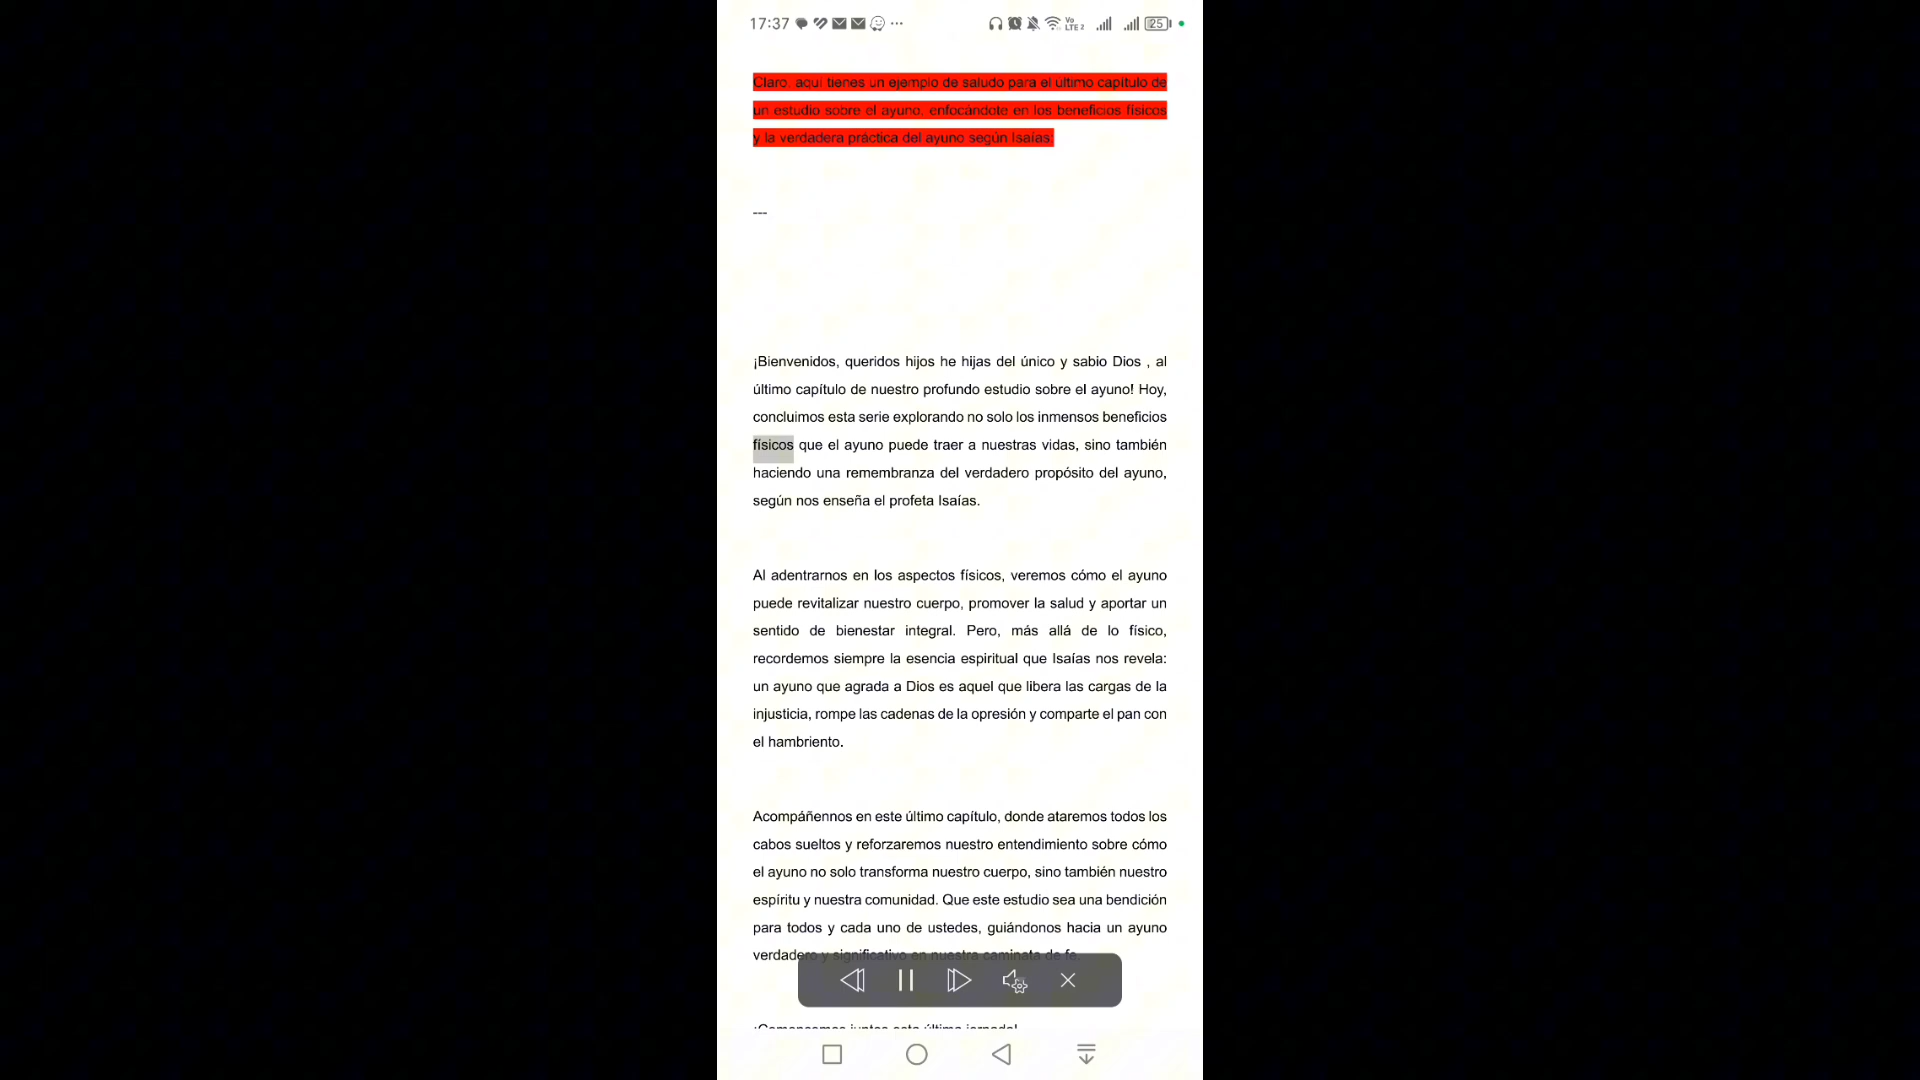 17:37
Vo
LTE 2
25
Claro, aquí tienes un ejemplo de saludo para el último capítulo de
un estudio sobre el ayuno, enfocándote en los beneficios físicos
y la verdadera práctica del ayuno según Isaías:
---
¡Bienvenidos, queridos hijos he hijas del único y sabio Dios , al
último capítulo de nuestro profundo estudio sobre el ayuno! Hoy,
concluimos esta serie explorando no solo los inmensos beneficios
físicos que el ayuno puede traer a nuestras vidas, sino también
haciendo una remembranza del verdadero propósito del ayuno,
según nos enseña el profeta Isaías.
Al adentrarnos en los aspectos físicos, veremos cómo el ayuno
puede revitalizar nuestro cuerpo, promover la salud y aportar un
sentido de bienestar integral. Pero, más allá de lo físico,
recordemos siempre la esencia espiritual que Isaías nos revela:
un ayuno que agrada a Dios es aquel que libera las cargas de la
injusticia, rompe las cadenas de la opresión y comparte el pan con
el hambriento.
Acompáñennos en este último capítulo, donde ataremos todos los
cabos sueltos y reforzaremos nuestro entendimiento sobre cómo
el ayuno no solo transforma nuestro cuerpo, sino también nuestro
espíritu y nuestra comunidad. Que este estudio sea una bendición
para todos y cada uno de ustedes, guiándonos hacia un ayuno
verdadero y significativo en nuestra caminata de fe.
¡Comencemos juntos esta última jornada!